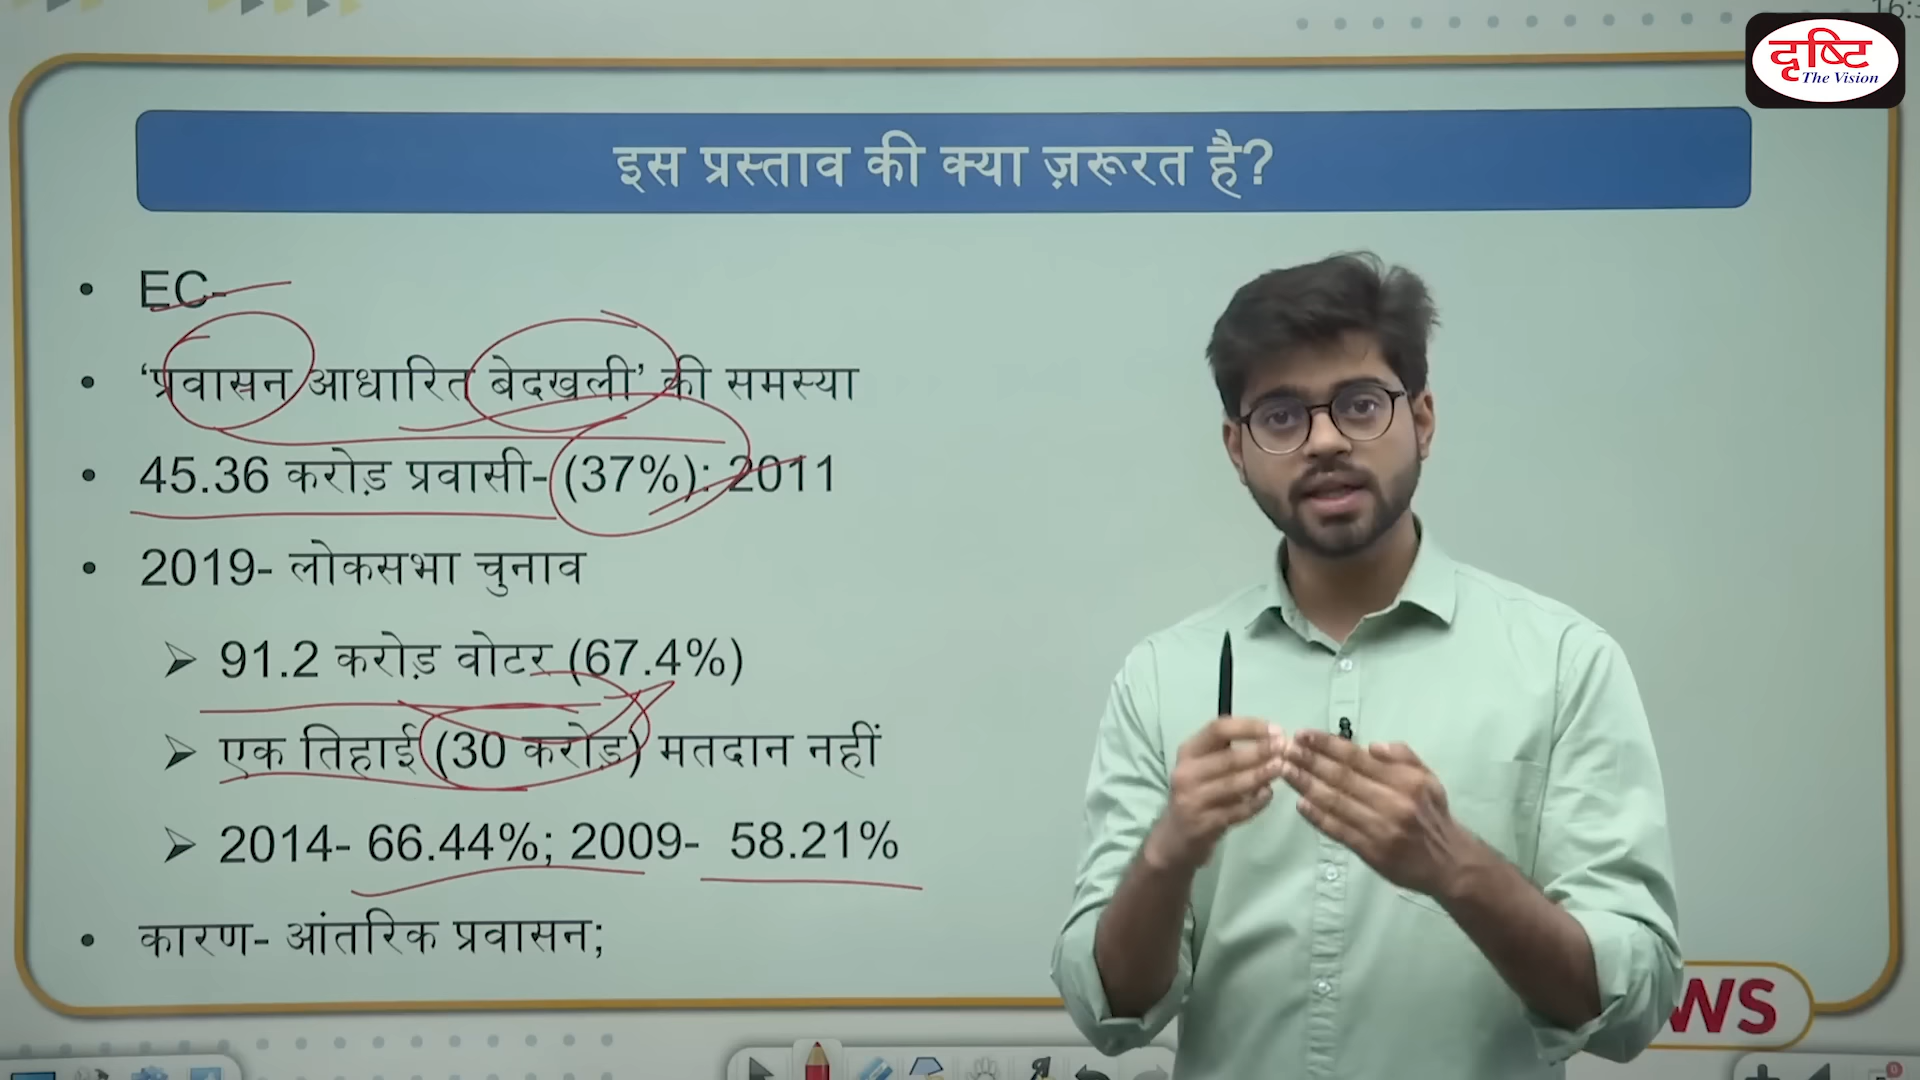 16:
दृष्टि
The Vision
इस प्रस्ताव की क्या ज़रूरत है?
• EC-
• ‘प्रवासन आधारित बेदखली’ की समस्या
• 45.36 करोड़ प्रवासी- (37%): 2011
• 2019- लोकसभा चुनाव
➢ 91.2 करोड़ वोटर (67.4%)
➢ एक तिहाई (30 करोड़) मतदान नहीं
➢ 2014- 66.44%; 2009- 58.21%
• कारण- आंतरिक प्रवासन;
WS